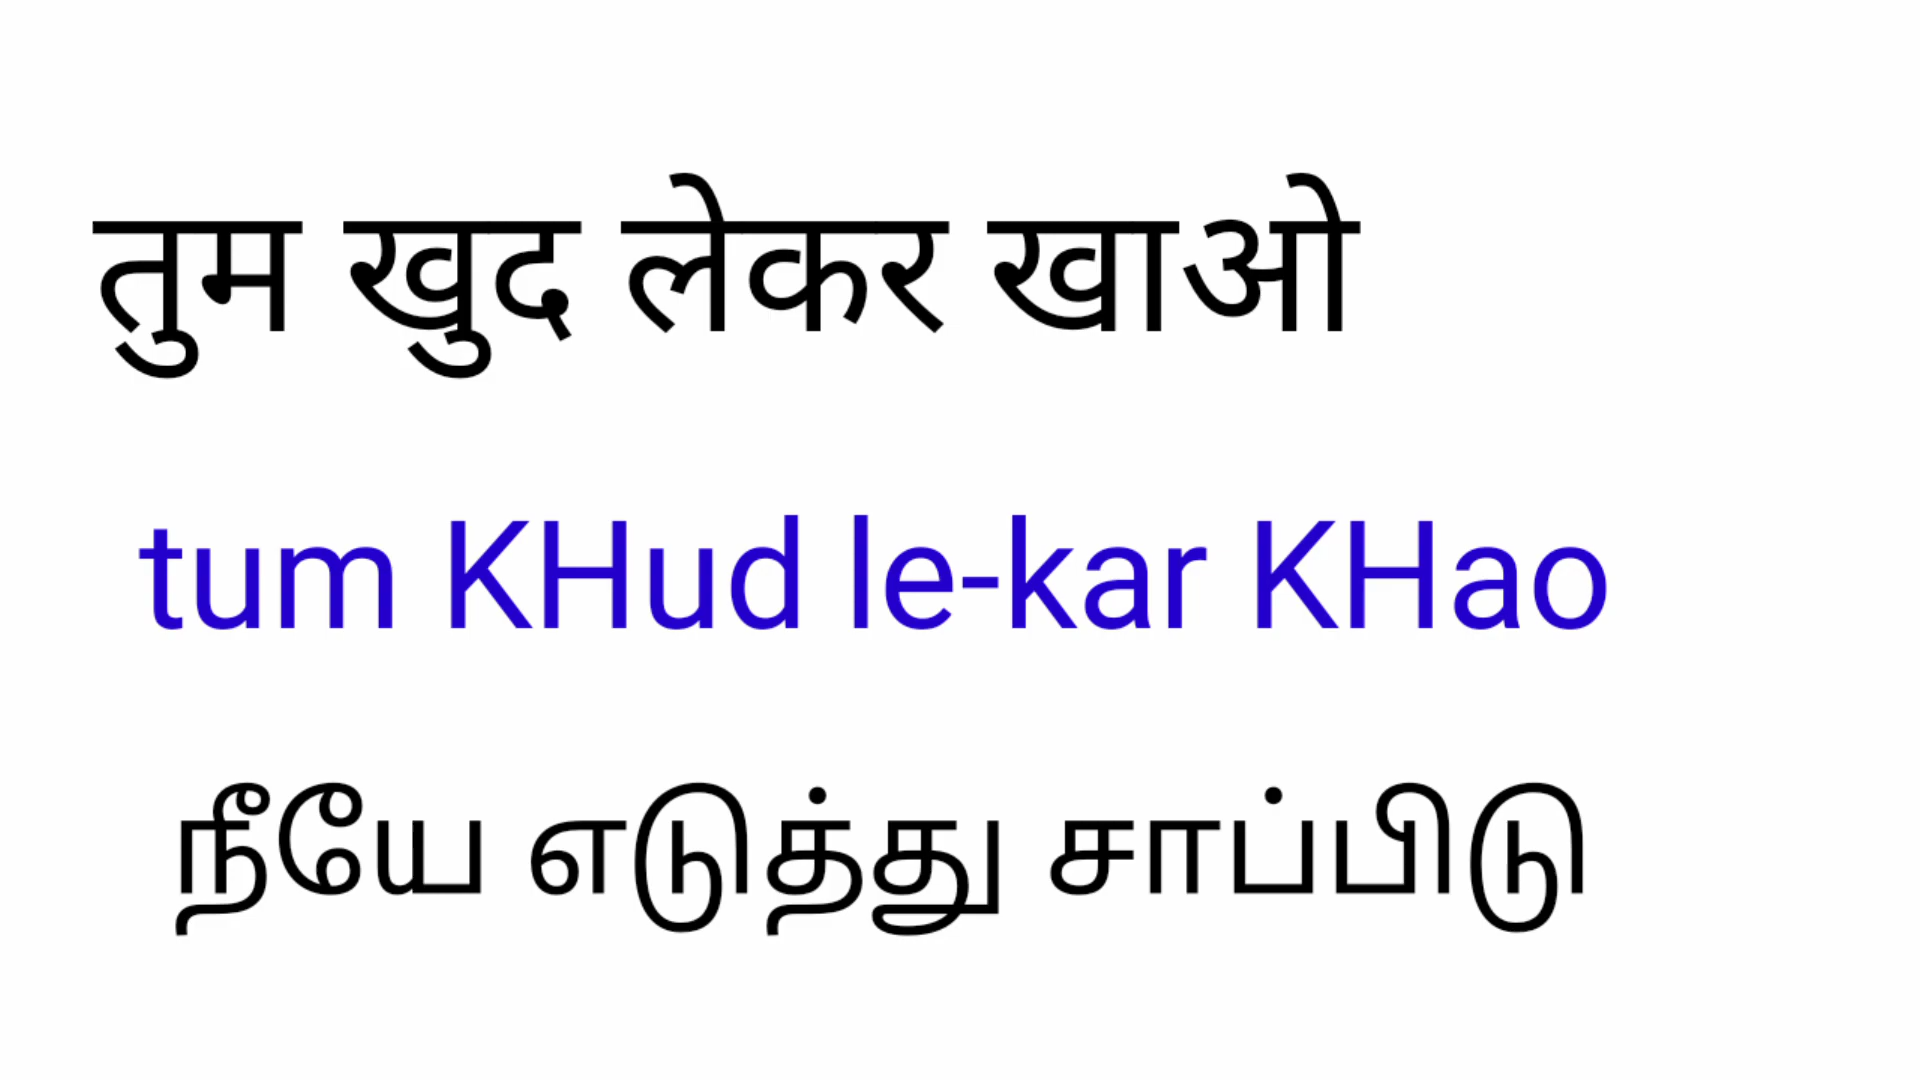 तुम खुद लेकर खाओ
tum KHud le-kar KHao
நீயே எடுத்து சாப்பிடு